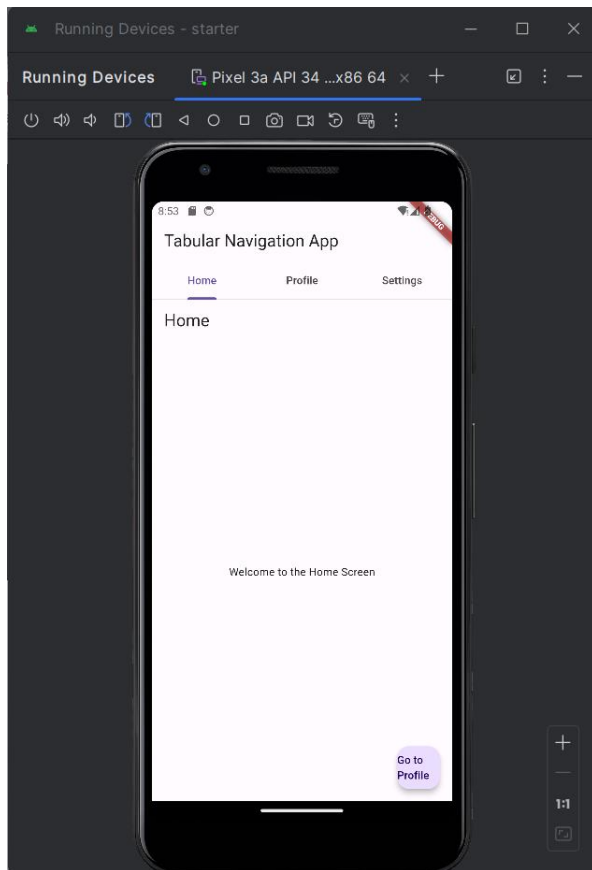 Running Devices - starter
Running Devices
Pixel 3a API 34 ...x86 64
8:53
DEBUG
Tabular Navigation App
Home
Profile
Settings
Home
Welcome to the Home Screen
Go to
Profile
1:1